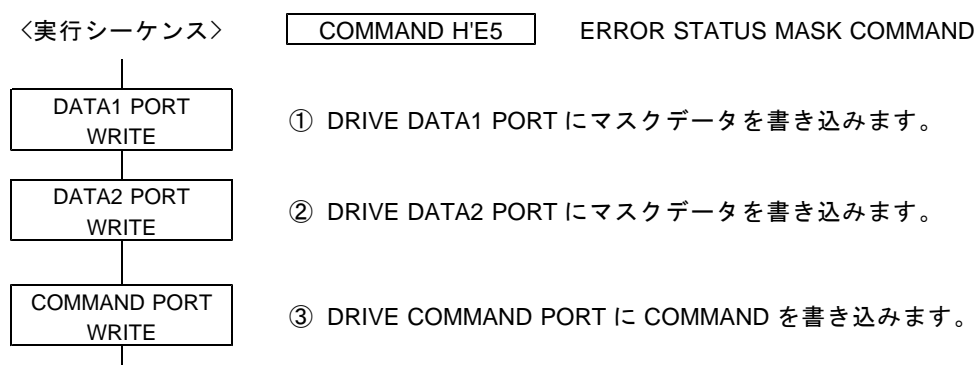 〈実行シーケンス〉 COMMAND H'E5 ERROR STATUS MASK COMMAND
DATA1 PORT
WRITE
① DRIVE DATA1 PORT にマスクデータを書き込みます。
DATA2 PORT
WRITE
② DRIVE DATA2 PORT にマスクデータを書き込みます。
COMMAND PORT
WRITE
③ DRIVE COMMAND PORT に COMMAND を書き込みます。